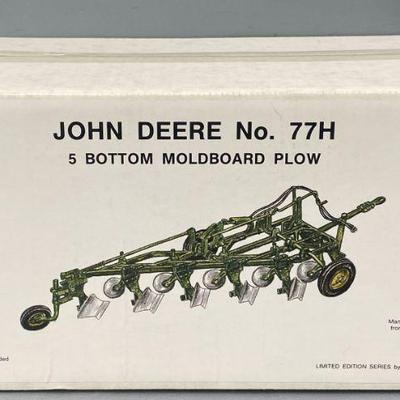 JOHN DEERE No. 77H
5 BOTTOM MOLDBOARD PLOW
LIMITED EDITION SERIES by